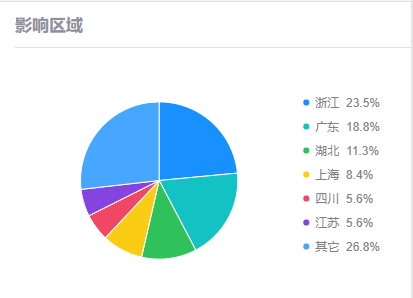 影响区域
浙江 23.5%
广东 18.8%
湖北 11.3%
上海 8.4%
四川 5.6%
江苏 5.6%
其它 26.8%